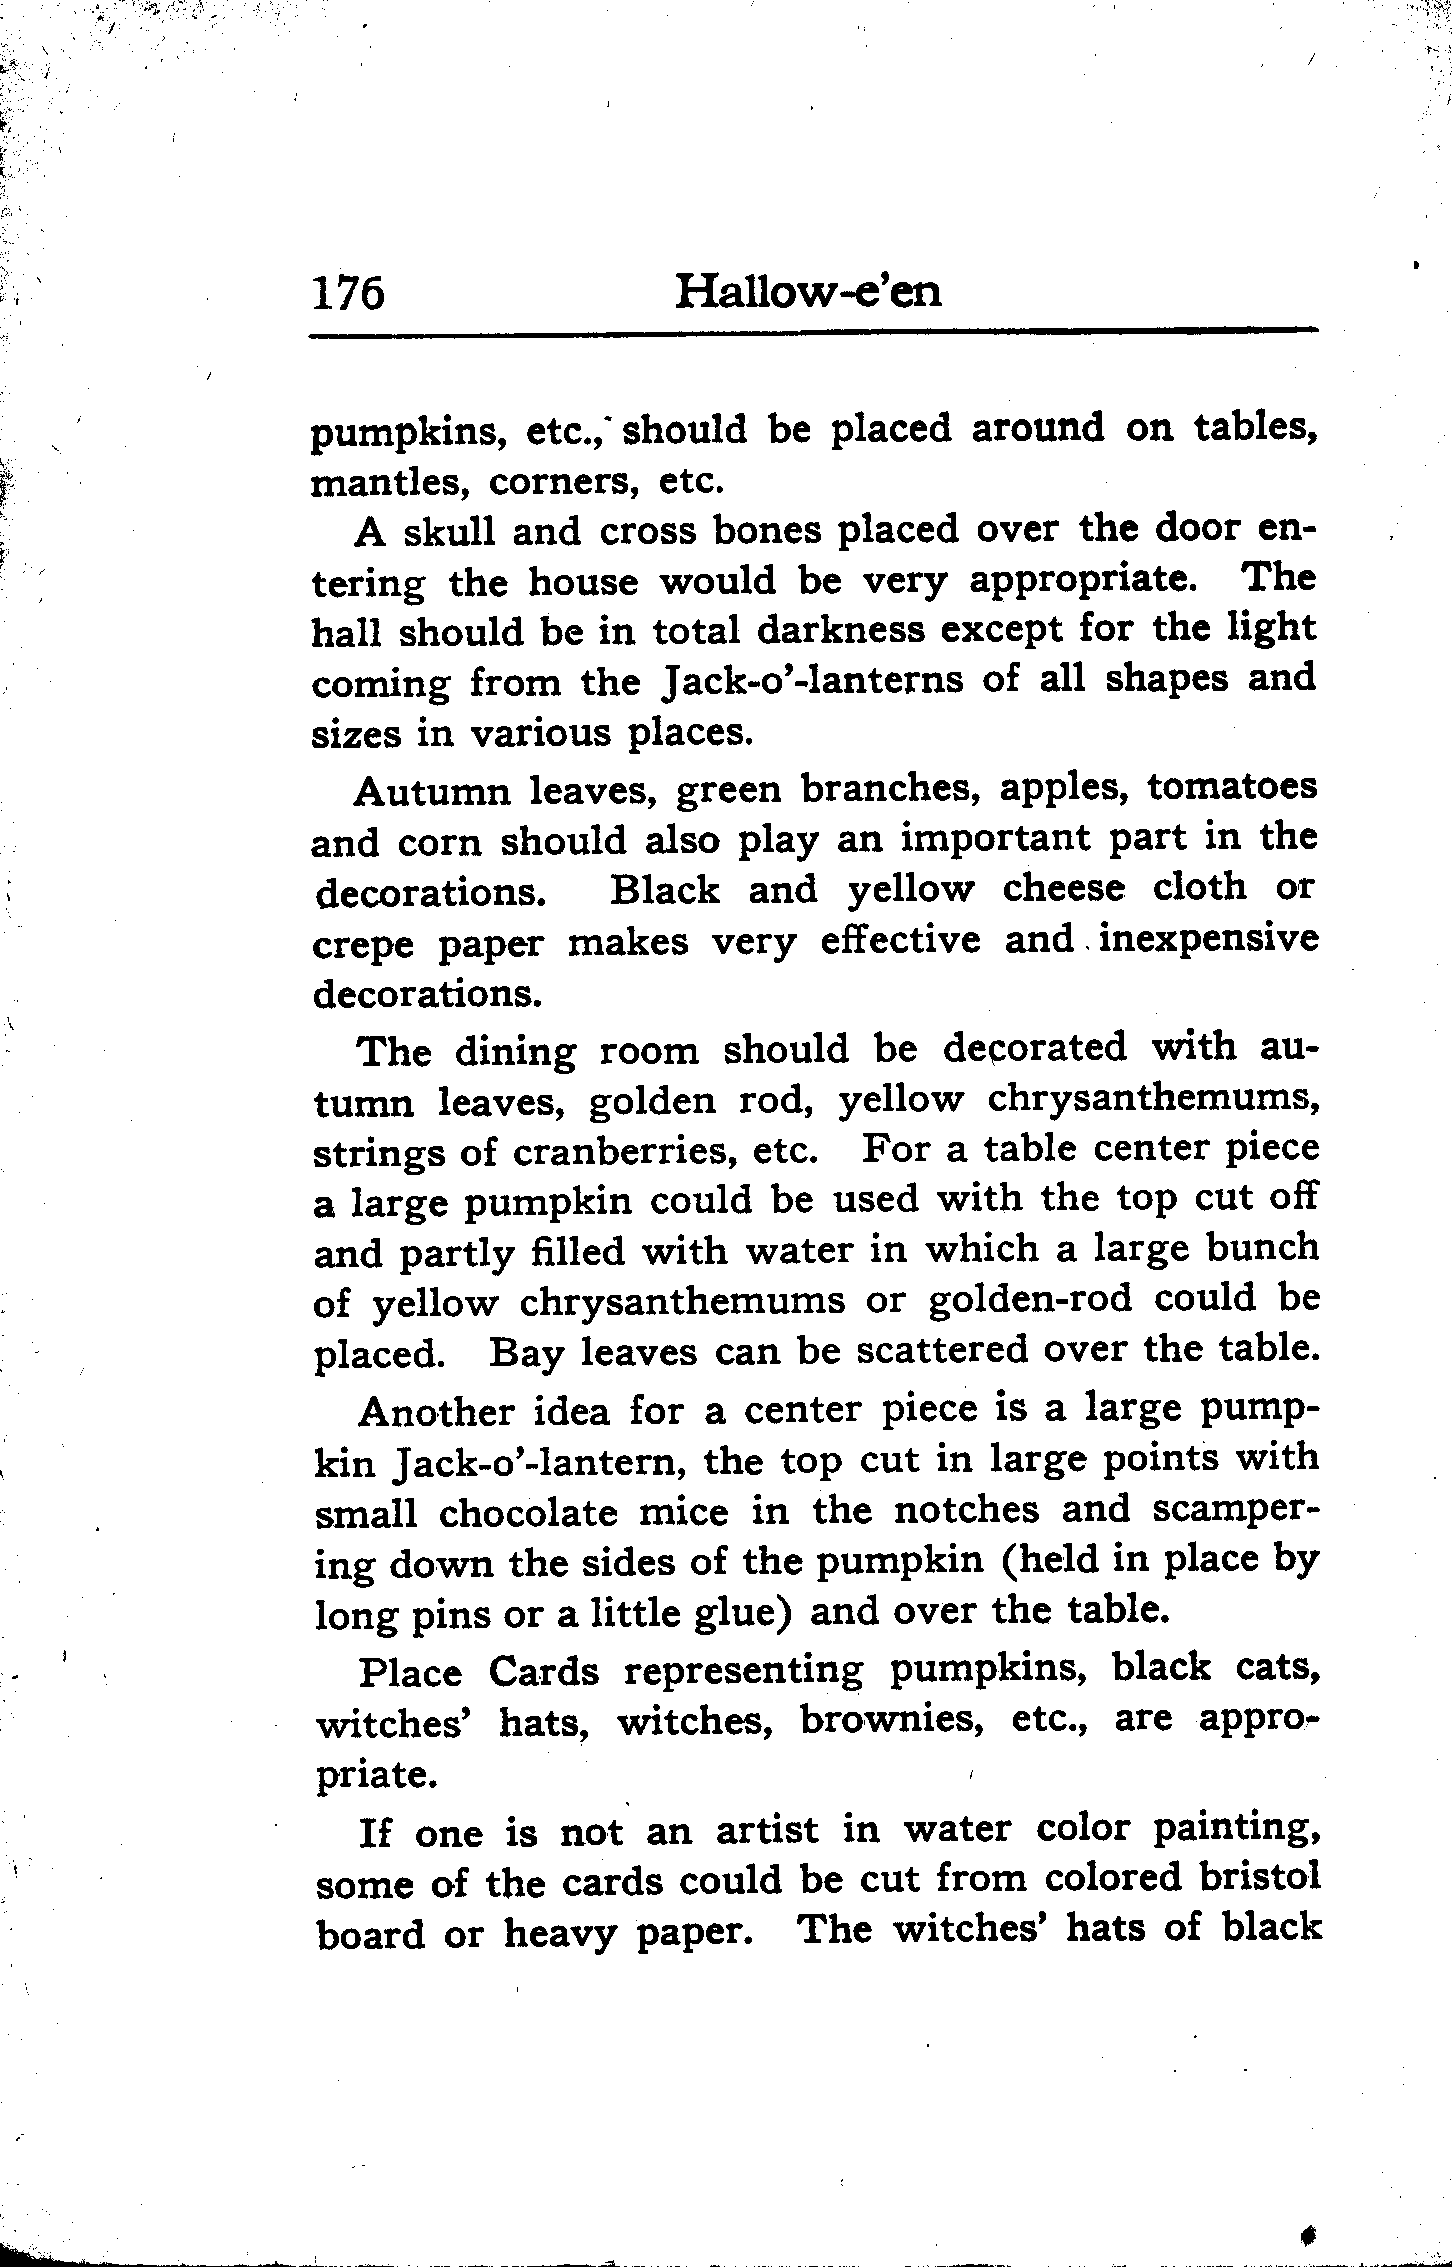 176 Hallow-e'en
pumpkins, etc., should be placed around on tables,
mantles, corners, etc.
A skull and cross bones placed over the door en-
tering the house would be very appropriate. The
hall should be in total darkness except for the light
coming from the Jack-o'-lanterns of all shapes and
sizes in various places.
Autumn leaves, green branches, apples, tomatoes
and corn should also play an important part in the
decorations. Black and yellow cheese cloth or
crepe paper makes very effective and inexpensive
decorations.
The dining room should be decorated with au-
tumn leaves, golden rod, yellow chrysanthemums,
strings of cranberries, etc. For a table center piece
a large pumpkin could be used with the top cut off
and partly filled with water in which a large bunch
of yellow chrysanthemums or golden-rod could be
placed. Bay leaves can be scattered over the table.
Another idea for a center piece is a large pump-
kin Jack-o'-lantern, the top cut in large points with
small chocolate mice in the notches and scamper-
ing down the sides of the pumpkin (held in place by
long pins or a little glue) and over the table.
Place Cards representing pumpkins, black cats,
witches' hats, witches, brownies, etc., are appro-
priate.
If one is not an artist in water color painting,
some of the cards could be cut from colored bristol
board or heavy paper. The witches' hats of black